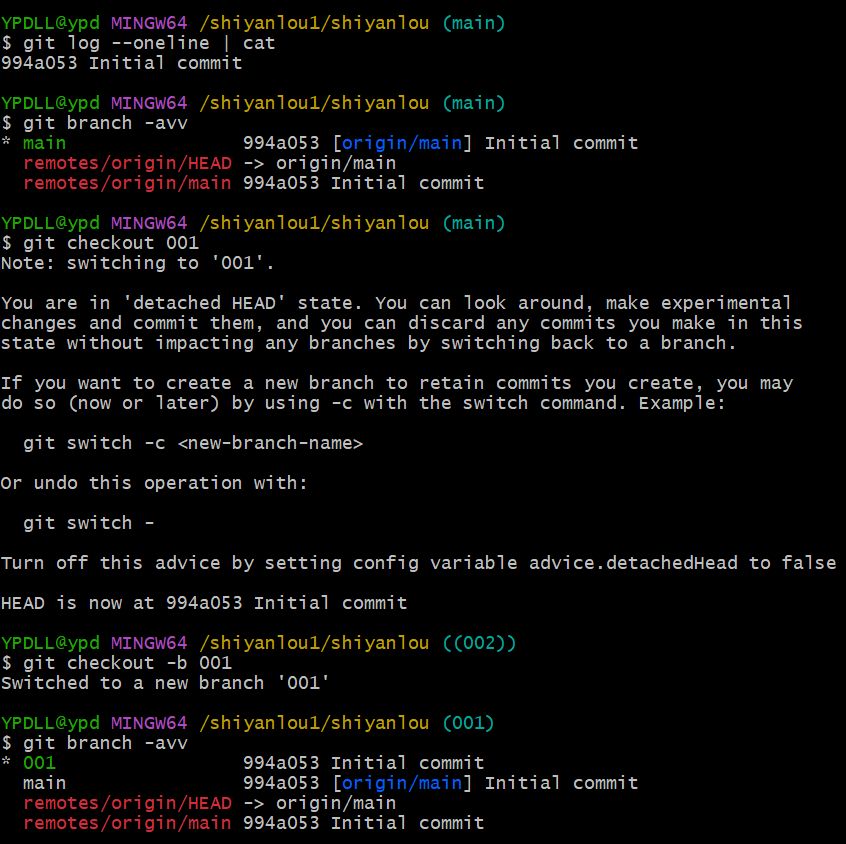 YPDLL@ypd MINGW64 /shiyanlou1/shiyanlou (main)
$ git log --oneline | cat
994a053 Initial commit
YPDLL@ypd MINGW64 /shiyanlou1/shiyanlou (main)
$ git branch -avv
* main                994a053 [origin/main] Initial commit
  remotes/origin/HEAD -> origin/main
  remotes/origin/main 994a053 Initial commit
YPDLL@ypd MINGW64 /shiyanlou1/shiyanlou (main)
$ git checkout 001
Note: switching to '001'.
You are in 'detached HEAD' state. You can look around, make experimental
changes and commit them, and you can discard any commits you make in this
state without impacting any branches by switching back to a branch.
If you want to create a new branch to retain commits you create, you may
do so (now or later) by using -c with the switch command. Example:
  git switch -c <new-branch-name>
Or undo this operation with:
  git switch -
Turn off this advice by setting config variable advice.detachedHead to false
HEAD is now at 994a053 Initial commit
YPDLL@ypd MINGW64 /shiyanlou1/shiyanlou ((002))
$ git checkout -b 001
Switched to a new branch '001'
YPDLL@ypd MINGW64 /shiyanlou1/shiyanlou (001)
$ git branch -avv
* 001                 994a053 Initial commit
  main                994a053 [origin/main] Initial commit
  remotes/origin/HEAD -> origin/main
  remotes/origin/main 994a053 Initial commit